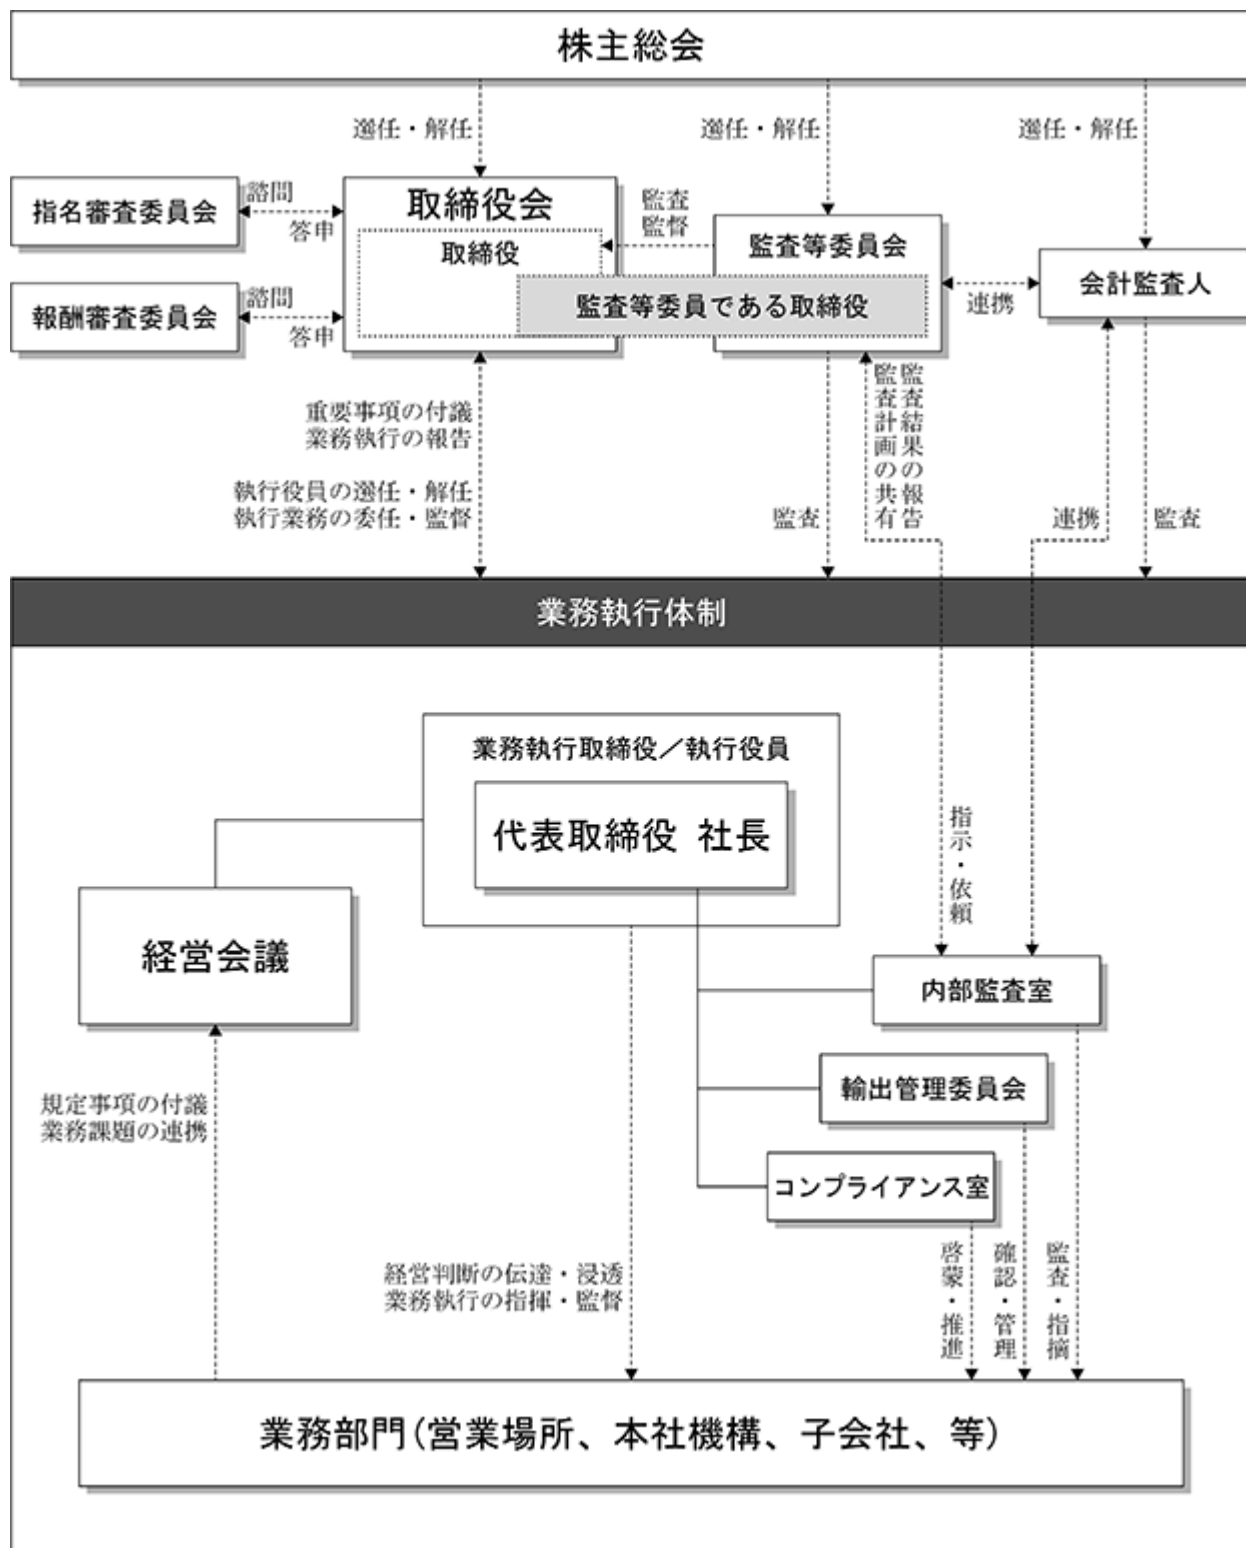 株主総会
選任・解任
選任・解任
選任・解任
指名審査委員会
諮問
答申
取締役会
取締役
監査
監督
監査等委員会
監査等委員である取締役
連携
会計監査人
報酬審査委員会
諮問
答申
重要事項の付議
業務執行の報告
執行役員の選任・解任
執行業務の委任・監督
監査
監査結果の報告
監査計画の共有
連携
監査
業務執行体制
業務執行取締役／執行役員
代表取締役 社長
指示・依頼
経営会議
内部監査室
輸出管理委員会
コンプライアンス室
規定事項の付議
業務課題の連携
経営判断の伝達・浸透
業務執行の指揮・監督
啓蒙・推進
確認・管理
監査・指摘
業務部門(営業場所、本社機構、子会社、等)